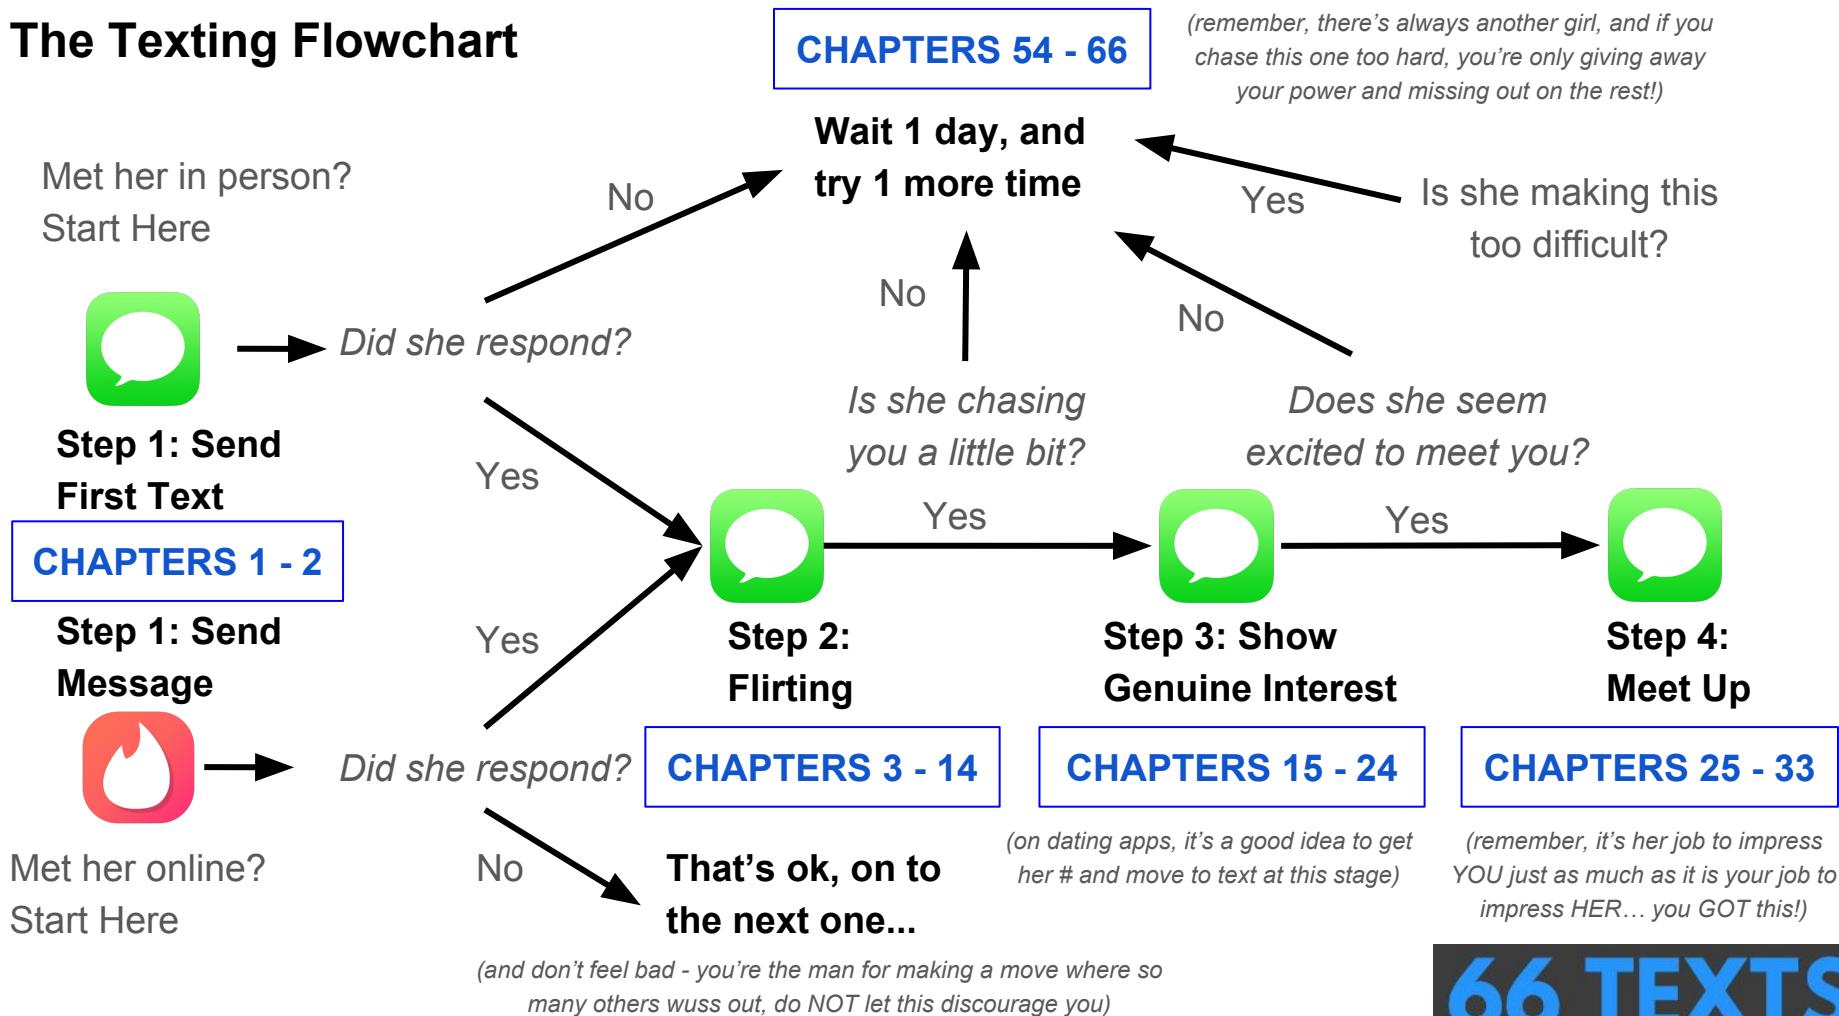 The Texting Flowchart
CHAPTERS 54 - 66
(remember, there's always another girl, and if you
chase this one too hard, you're only giving away
your power and missing out on the rest!)
Wait 1 day, and
try 1 more time
Met her in person?
Start Here
No
Yes
Is she making this
too difficult?
No
No
Did she respond?
Is she chasing
you a little bit?
Does she seem
excited to meet you?
Step 1: Send
First Text
Yes
Yes
Yes
CHAPTERS 1 - 2
Step 1: Send
Message
Yes
Step 2:
Flirting
Step 3: Show
Genuine Interest
Step 4:
Meet Up
Did she respond?
CHAPTERS 3 - 14
CHAPTERS 15 - 24
CHAPTERS 25 - 33
Met her online?
Start Here
No
That's ok, on to
the next one...
(on dating apps, it's a good idea to get
her # and move to text at this stage)
(remember, it's her job to impress
YOU just as much as it is your job to
impress HER... you GOT this!)
(and don't feel bad - you're the man for making a move where so
many others wuss out, do NOT let this discourage you)
66 TEXTS